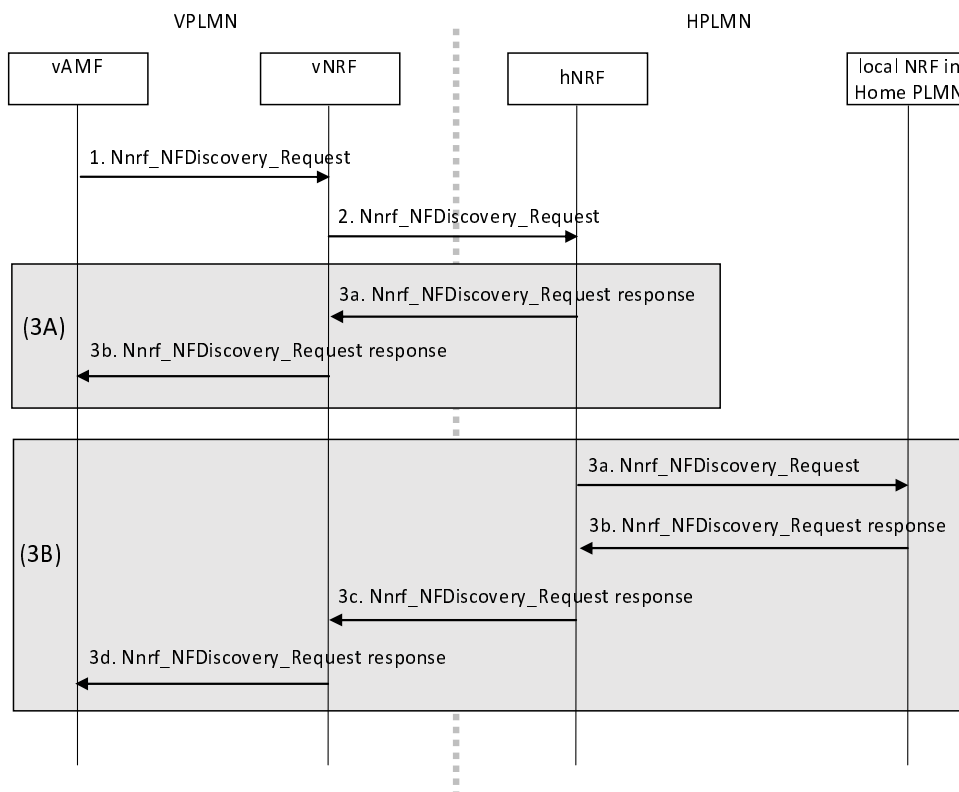 VPLMN
HPLMN
vAMF
vNRF
hNRF
local NRF in
Home PLMN
1. Nnrf_NFDiscovery_Request
2. Nnrf_NFDiscovery_Request
(3A)
3a. Nnrf_NFDiscovery_Request response
3b. Nnrf_NFDiscovery_Request response
(3B)
3a. Nnrf_NFDiscovery_Request
3b. Nnrf_NFDiscovery_Request response
3c. Nnrf_NFDiscovery_Request response
3d. Nnrf_NFDiscovery_Request response